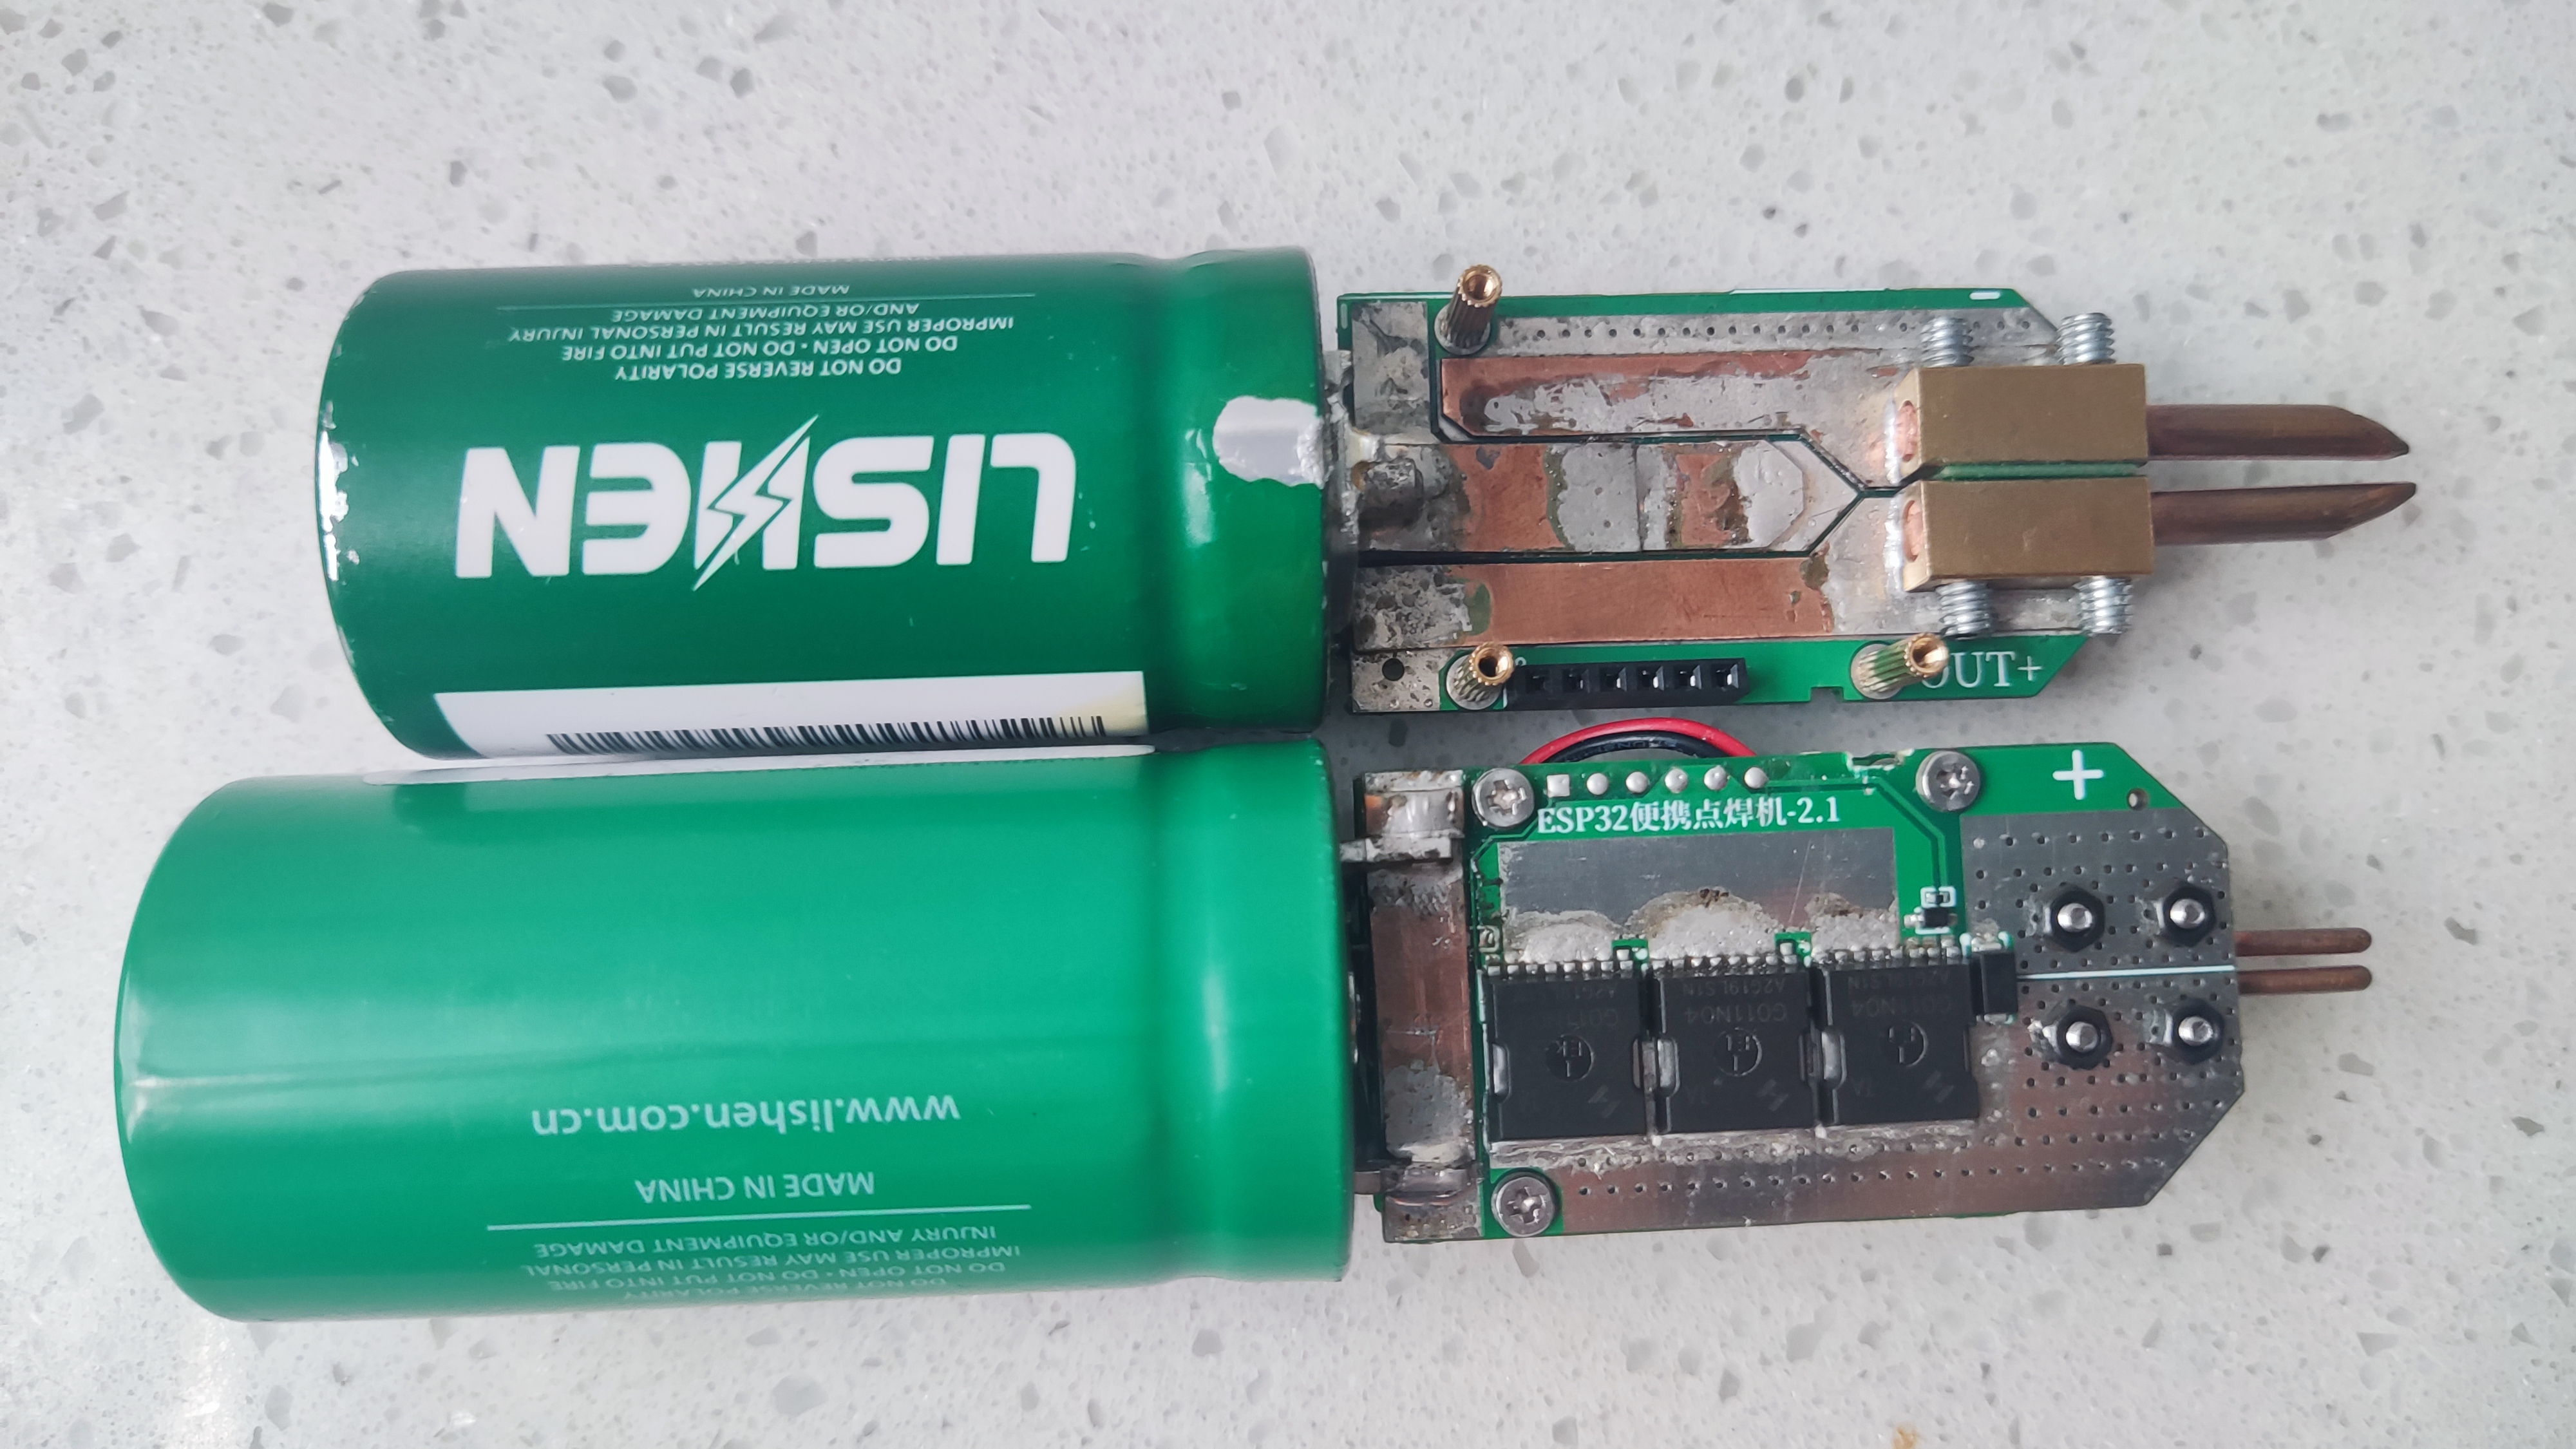 DO NOT REVERSE POLARITY
DO NOT OPEN • DO NOT PUT INTO FIRE
IMPROPER USE MAY RESULT IN PERSONAL
INJURY AND/OR EQUIPMENT DAMAGE
MADE IN CHINA
www.lishen.com.cn
G011N04
A2G19LS1N
G011N04
A2G19LS1N
ESP32便携点焊机-2.1
+
OUT+
-
LISHEN
DO NOT REVERSE POLARITY
DO NOT OPEN • DO NOT PUT INTO FIRE
IMPROPER USE MAY RESULT IN PERSONAL INJURY
AND/OR EQUIPMENT DAMAGE
MADE IN CHINA